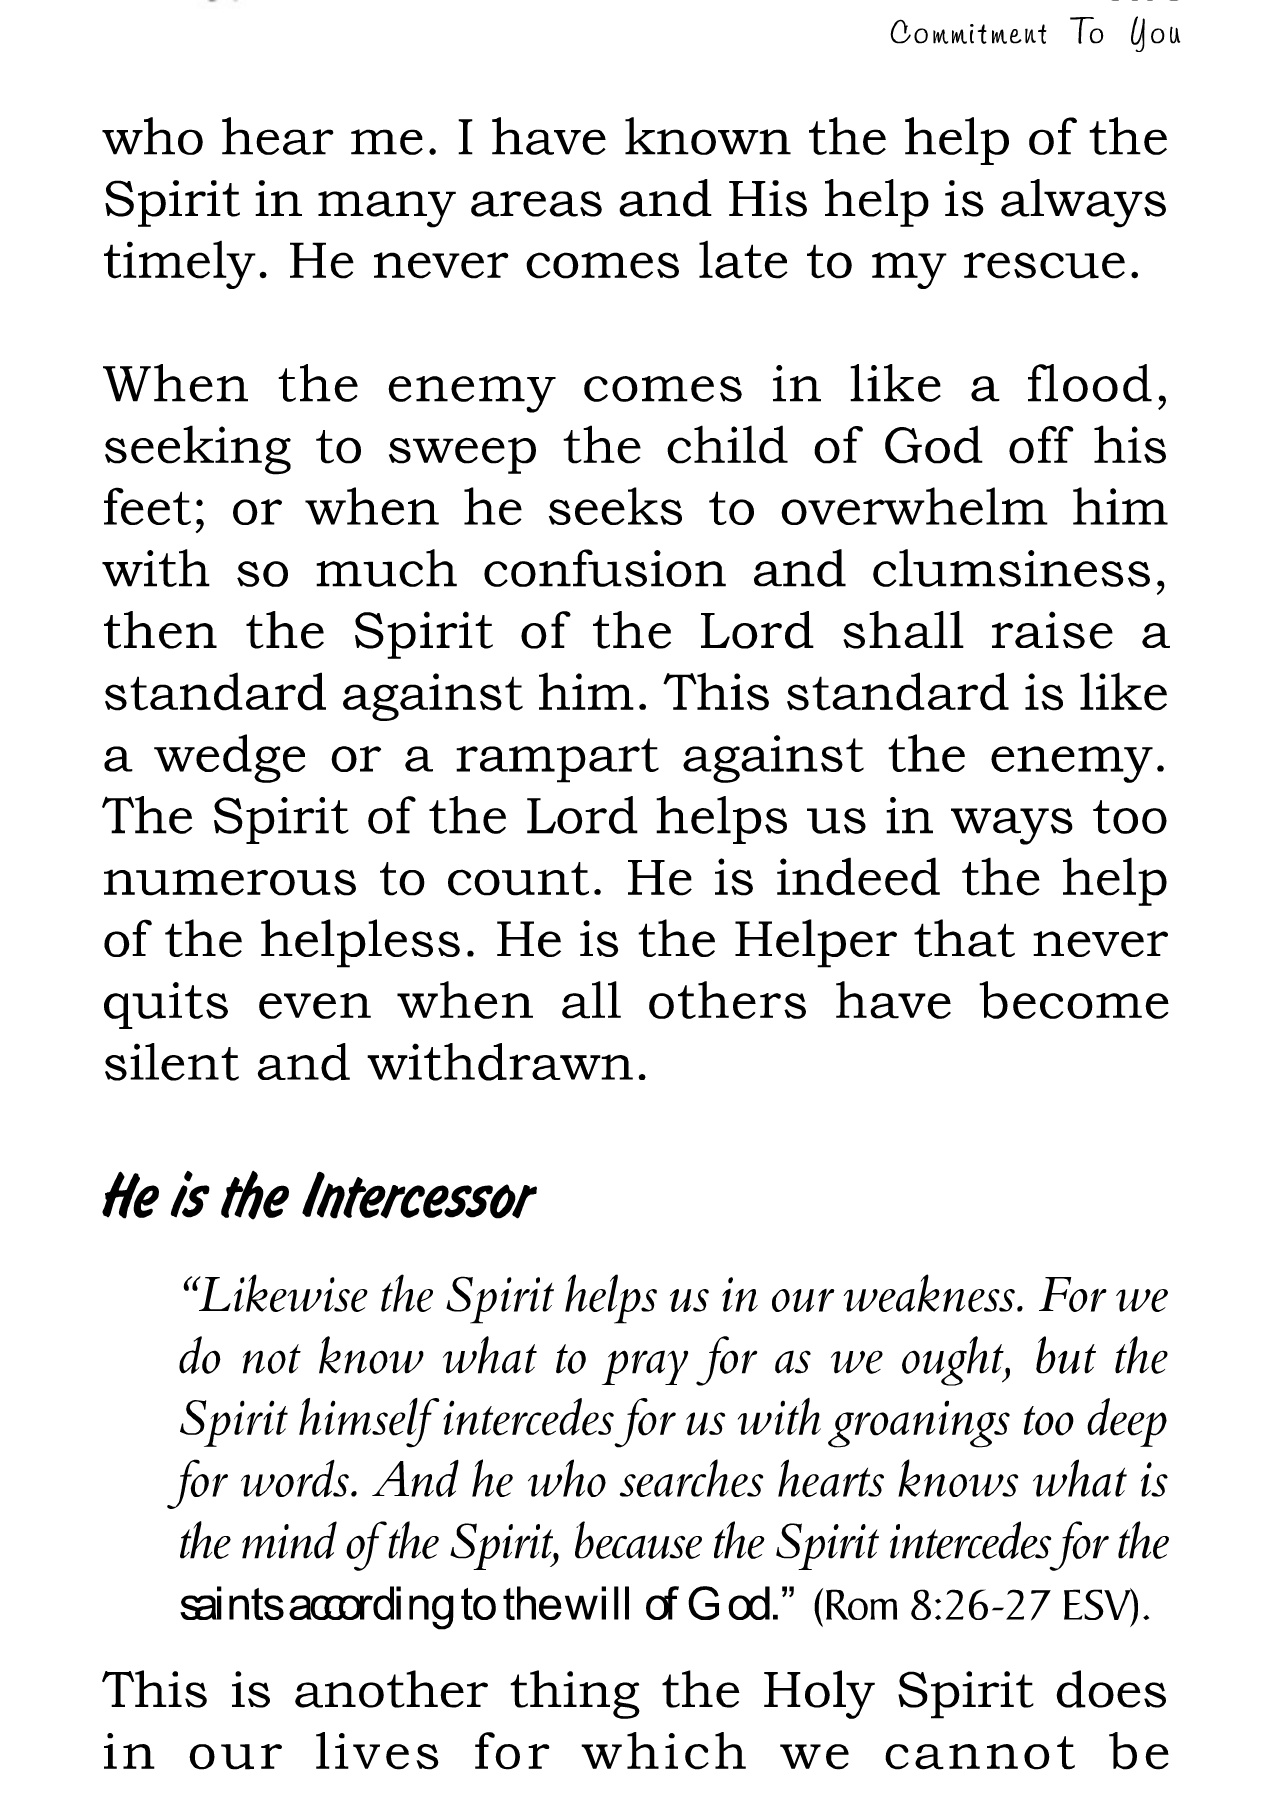 Commitment To You
who hear me. I have known the help of the
Spirit in many areas and His help is always
timely. He never comes late to my rescue.
When the enemy comes in like a flood,
seeking to sweep the child of God off his
feet; or when he seeks to overwhelm him
with so much confusion and clumsiness,
then the Spirit of the Lord shall raise a
standard against him. This standard is like
a wedge or a rampart against the enemy.
The Spirit of the Lord helps us in ways too
numerous to count. He is indeed the help
of the helpless. He is the Helper that never
quits even when all others have become
silent and withdrawn.
He is the Intercessor
“Likewise the Spirit helps us in our weakness. For we
do not know what to pray for as we ought, but the
Spirit himself intercedes for us with groanings too deep
for words. And he who searches hearts knows what is
the mind of the Spirit, because the Spirit intercedes for the
saints according to the will of God.” (Rom 8:26-27 ESV).
This is another thing the Holy Spirit does
in our lives for which we cannot be